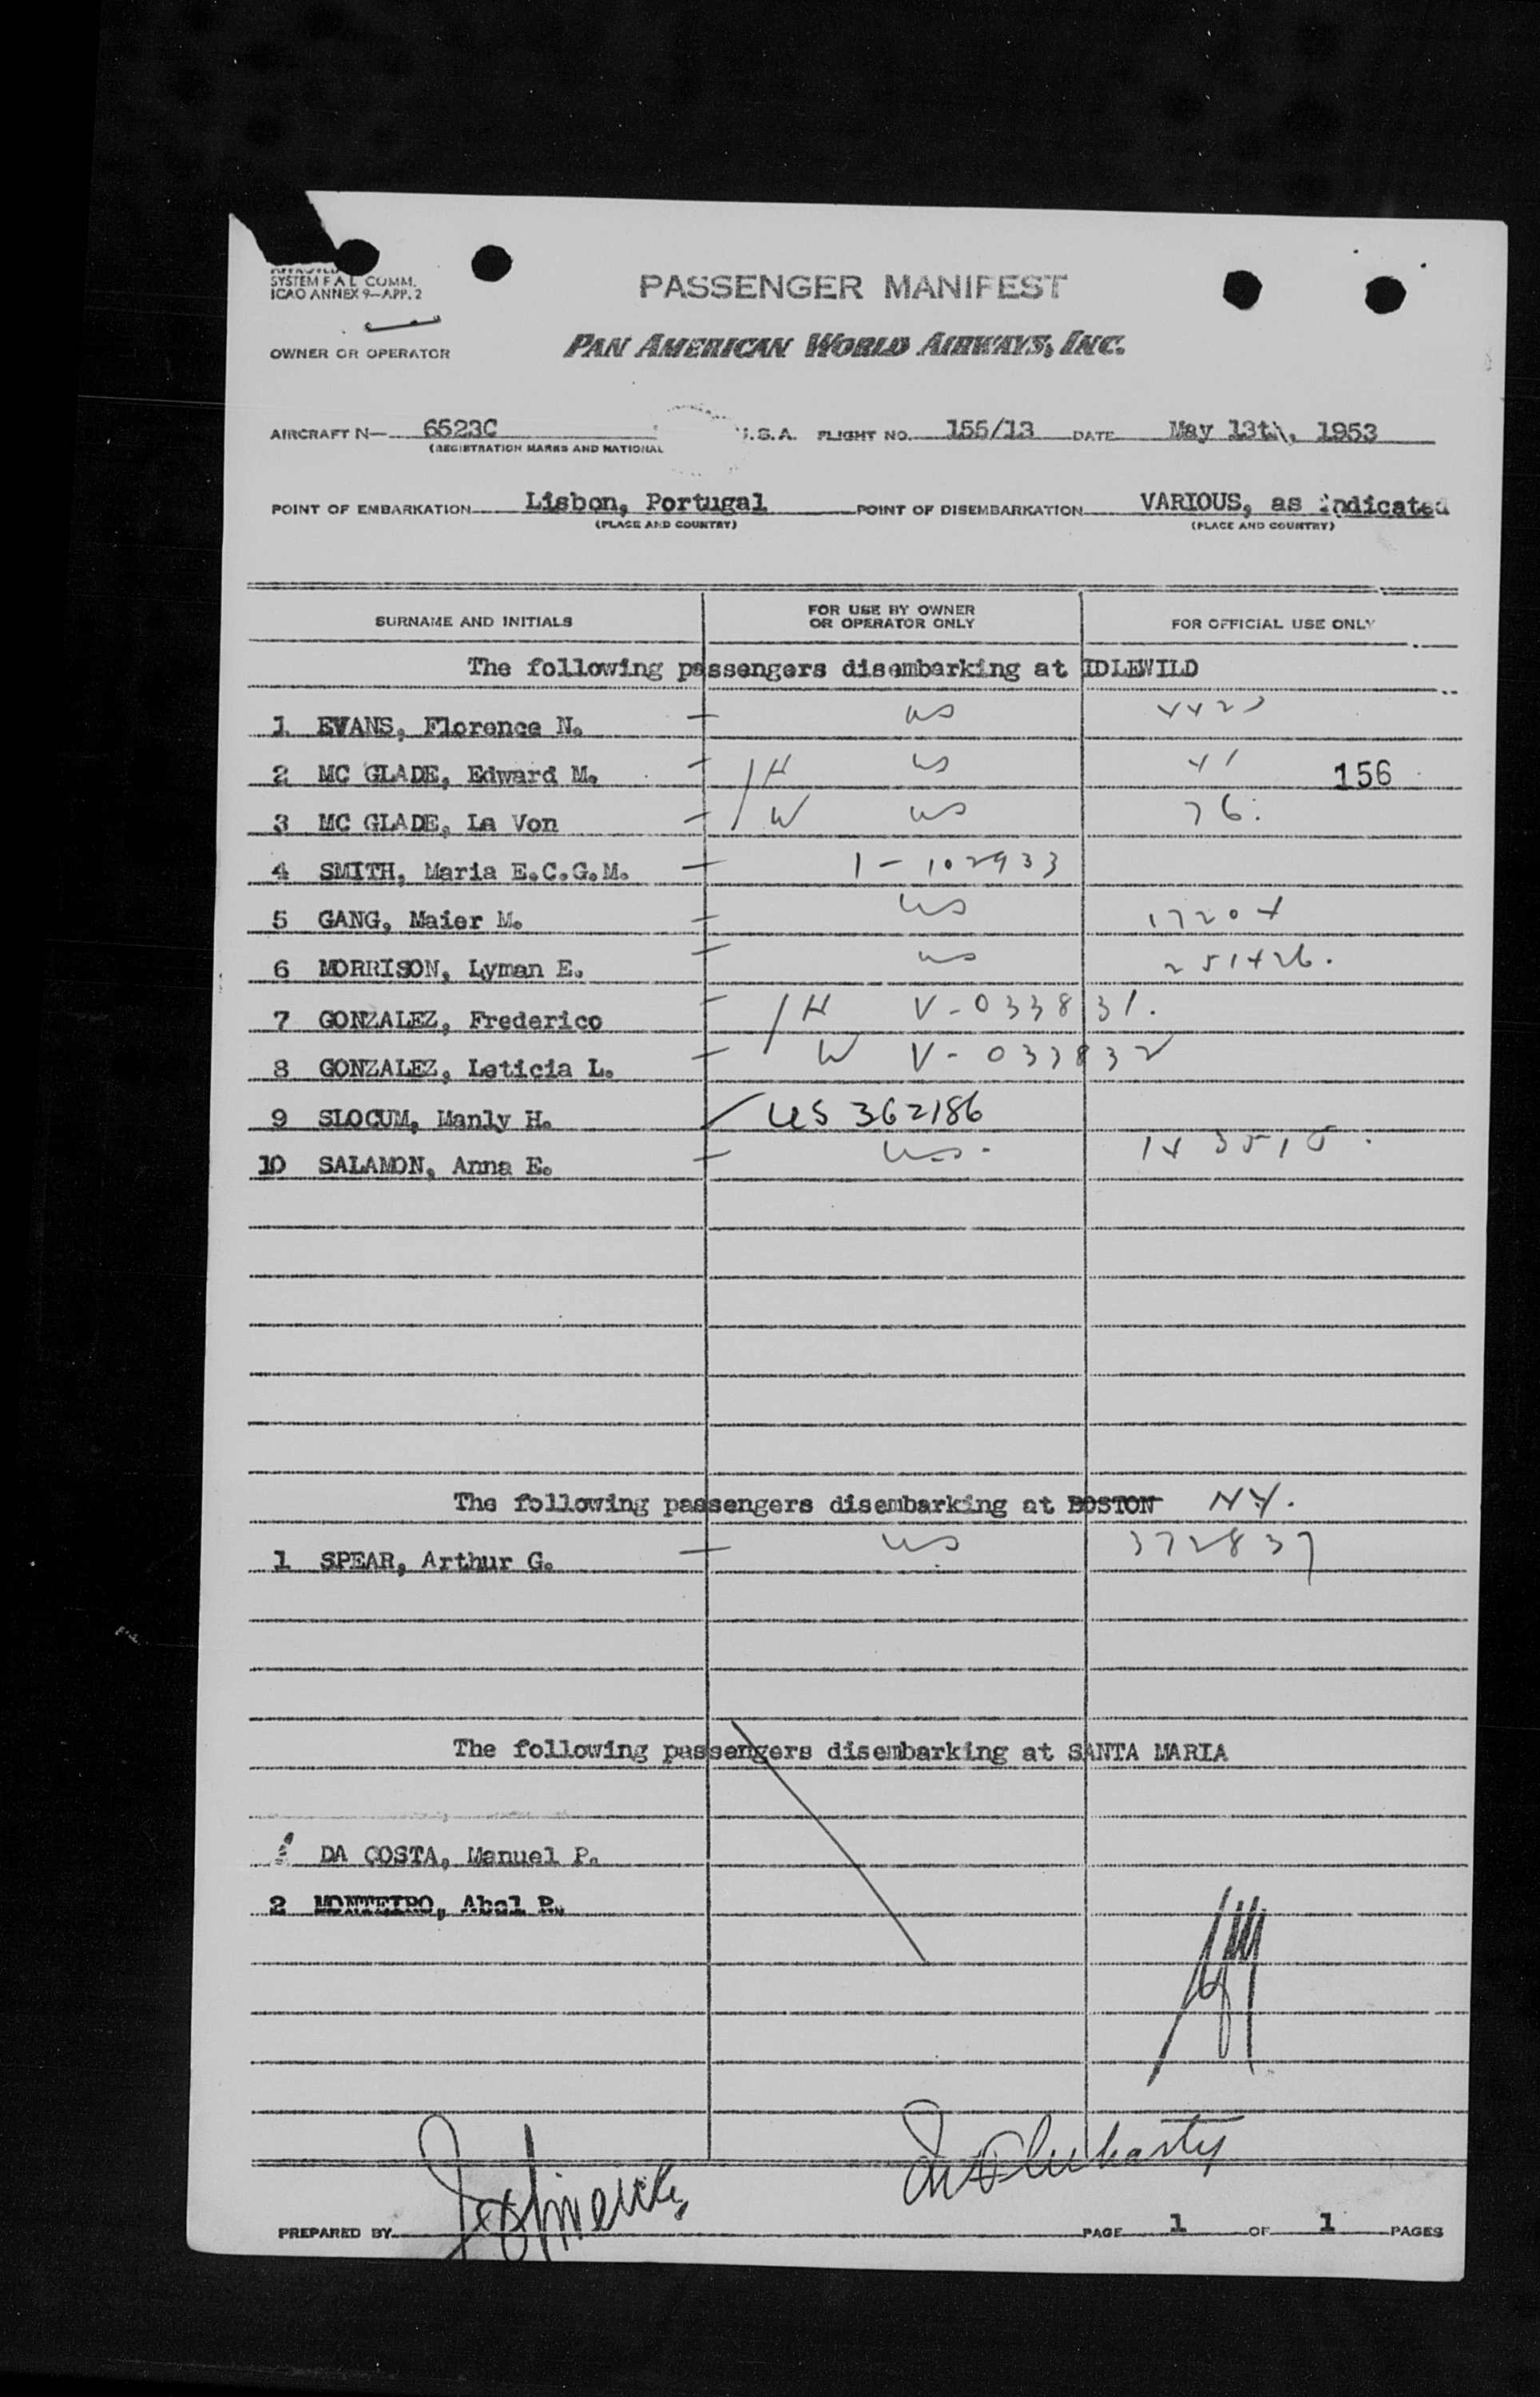 SYSTEM F A L COMM.
ICAO ANNEX 9—APP. 2
PASSENGER MANIFEST
OWNER OR OPERATOR PAN AMERICAN WORLD AIRWAYS, INC.
AIRCRAFT N— 6523C U.S.A. FLIGHT NO. 155/13 DATE May 13th, 1953
(REGISTRATION MARKS AND NATIONAL
POINT OF EMBARKATION Lisbon, Portugal POINT OF DISEMBARKATION VARIOUS, as indicated
(PLACE AND COUNTRY) (PLACE AND COUNTRY)
SURNAME AND INITIALS FOR USE BY OWNER OR OPERATOR ONLY FOR OFFICIAL USE ONLY
The following passengers disembarking at IDLEWILD
1 EVANS, Florence N. — US
2 MC GLADE, Edward M. — H US 41 156
3 MC GLADE, La Von — W US 76.
4 SMITH, Maria E.C.G.M. — 1-102933
5 GANG, Maier M. — US 17204
6 MORRISON, Lyman E. — US 251426.
7 GONZALEZ, Frederico — H V-033831.
8 GONZALEZ, Leticia L. — W V-033832
9 SLOCUM, Manly H. US 362186
10 SALAMON, Anna E. — US.
The following passengers disembarking at BOSTON N.Y.
1 SPEAR, Arthur G. — US 372837
The following passengers disembarking at SANTA MARIA
1 DA COSTA, Manuel P.
2 MONTEIRO, Abel R.
PREPARED BY PAGE 1 OF 1 PAGES